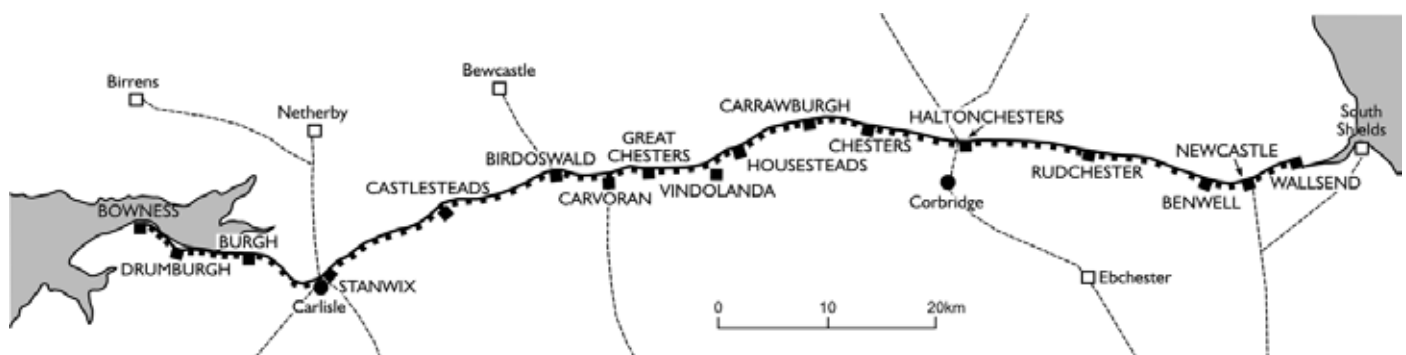 Birrens
Netherby
Bewcastle
BOWNESS
DRUMBURGH
BURGH
STANWIX
Carlisle
CASTLESTEADS
BIRDOSWALD
CARVORAN
GREAT
CHESTERS
VINDOLANDA
HOUSESTEADS
CARRAWBURGH
CHESTERS
HALTONCHESTERS
Corbridge
RUDCHESTER
Ebchester
BENWELL
NEWCASTLE
WALLSEND
South
Shields
0 10 20km